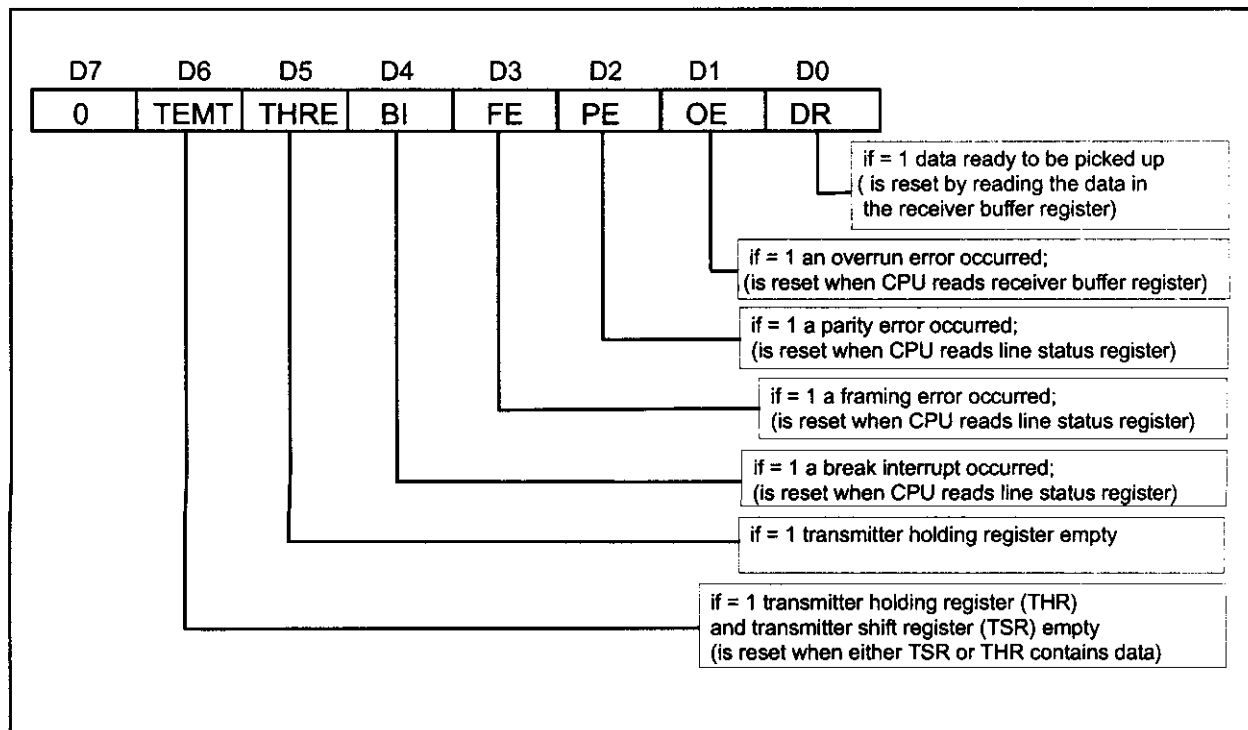 D7 D6 D5 D4 D3 D2 D1 D0
0 TEMT THRE BI FE PE OE DR
if = 1 data ready to be picked up
( is reset by reading the data in
the receiver buffer register)
if = 1 an overrun error occurred;
(is reset when CPU reads receiver buffer register)
if = 1 a parity error occurred;
(is reset when CPU reads line status register)
if = 1 a framing error occurred;
(is reset when CPU reads line status register)
if = 1 a break interrupt occurred;
(is reset when CPU reads line status register)
if = 1 transmitter holding register empty
if = 1 transmitter holding register (THR)
and transmitter shift register (TSR) empty
(is reset when either TSR or THR contains data)